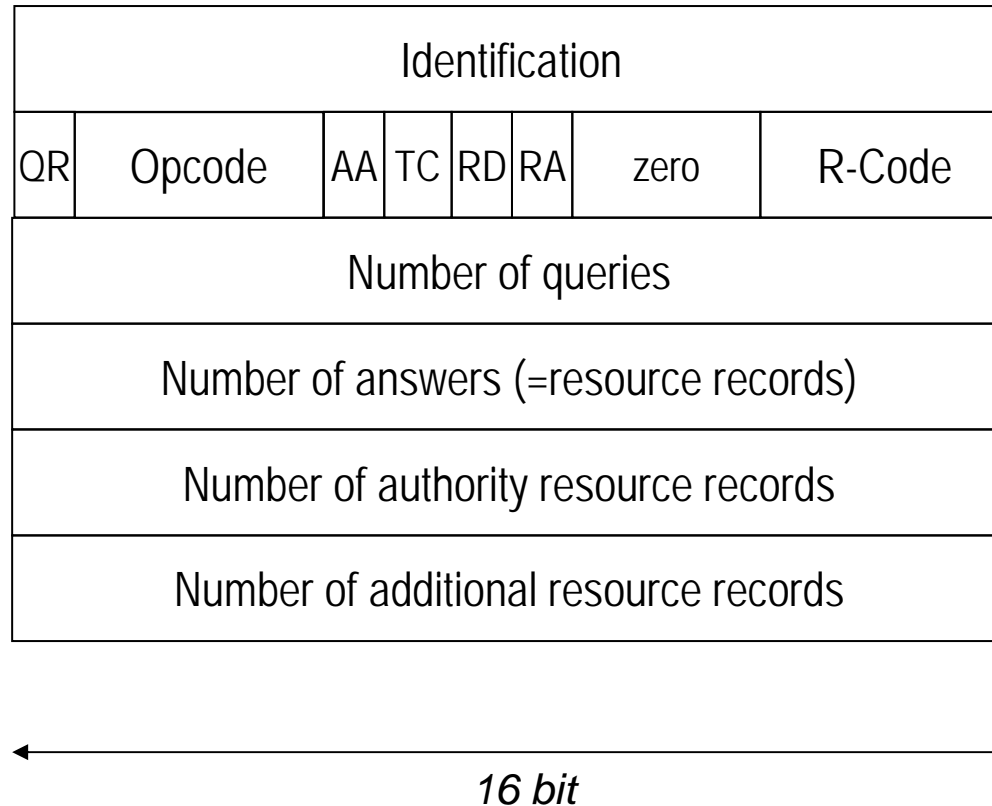 Identification
QR Opcode AA TC RD RA zero R-Code
Number of queries
Number of answers (=resource records)
Number of authority resource records
Number of additional resource records
16 bit